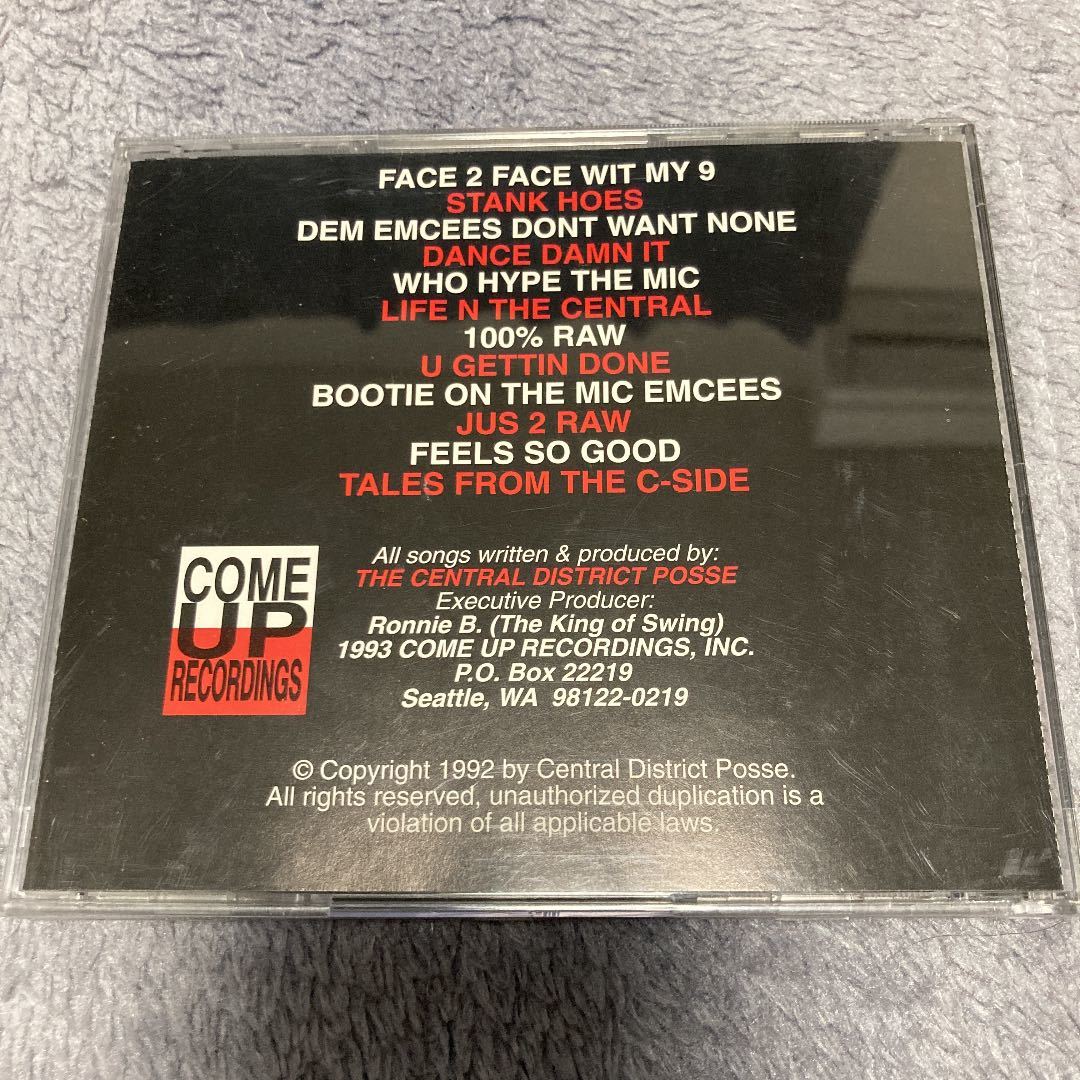 FACE 2 FACE WIT MY 9
STANK HOES
DEM EMCEES DONT WANT NONE
DANCE DAMN IT
WHO HYPE THE MIC
LIFE N THE CENTRAL
100% RAW
U GETTIN DONE
BOOTIE ON THE MIC EMCEES
JUS 2 RAW
FEELS SO GOOD
TALES FROM THE C-SIDE
COME
UP
RECORDINGS
All songs written & produced by:
THE CENTRAL DISTRICT POSSE
Executive Producer:
Ronnie B. (The King of Swing)
1993 COME UP RECORDINGS, INC.
P.O. Box 22219
Seattle, WA 98122-0219
© Copyright 1992 by Central District Posse.
All rights reserved, unauthorized duplication is a
violation of all applicable laws.